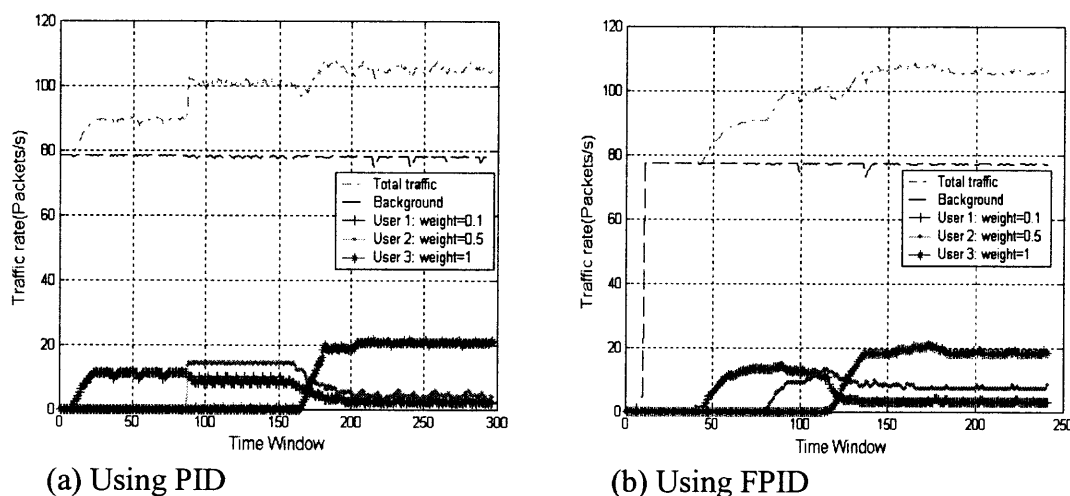 120
100
80
60
40
20
0
Traffic rate(Packets/s)
Total traffic
Background
User 1: weight=0.1
User 2: weight=0.5
User 3: weight=1
0 50 100 150 200 250 300
Time Window
(a) Using PID
120
100
80
60
40
20
0
Traffic rate(Packets/s)
Total traffic
Background
User 1: weight=0.1
User 2: weight=0.5
User 3: weight=1
0 50 100 150 200 250
Time Window
(b) Using FPID